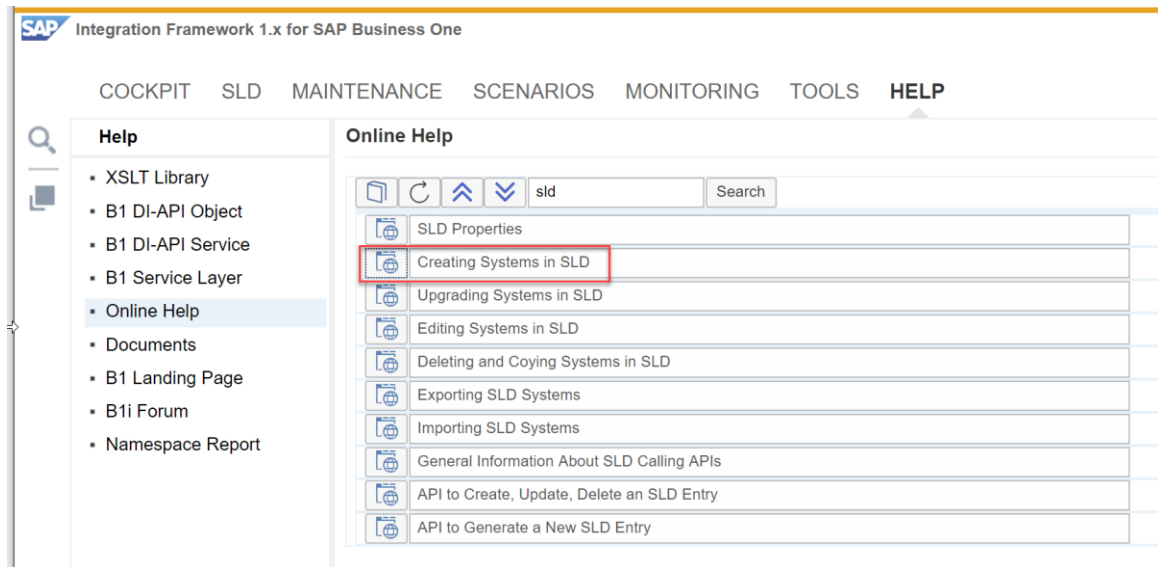 SAP Integration Framework 1.x for SAP Business One
COCKPIT SLD MAINTENANCE SCENARIOS MONITORING TOOLS HELP
Help
XSLT Library
B1 DI-API Object
B1 DI-API Service
B1 Service Layer
Online Help
Documents
B1 Landing Page
B1i Forum
Namespace Report
Online Help
sld Search
SLD Properties
Creating Systems in SLD
Upgrading Systems in SLD
Editing Systems in SLD
Deleting and Coying Systems in SLD
Exporting SLD Systems
Importing SLD Systems
General Information About SLD Calling APIs
API to Create, Update, Delete an SLD Entry
API to Generate a New SLD Entry